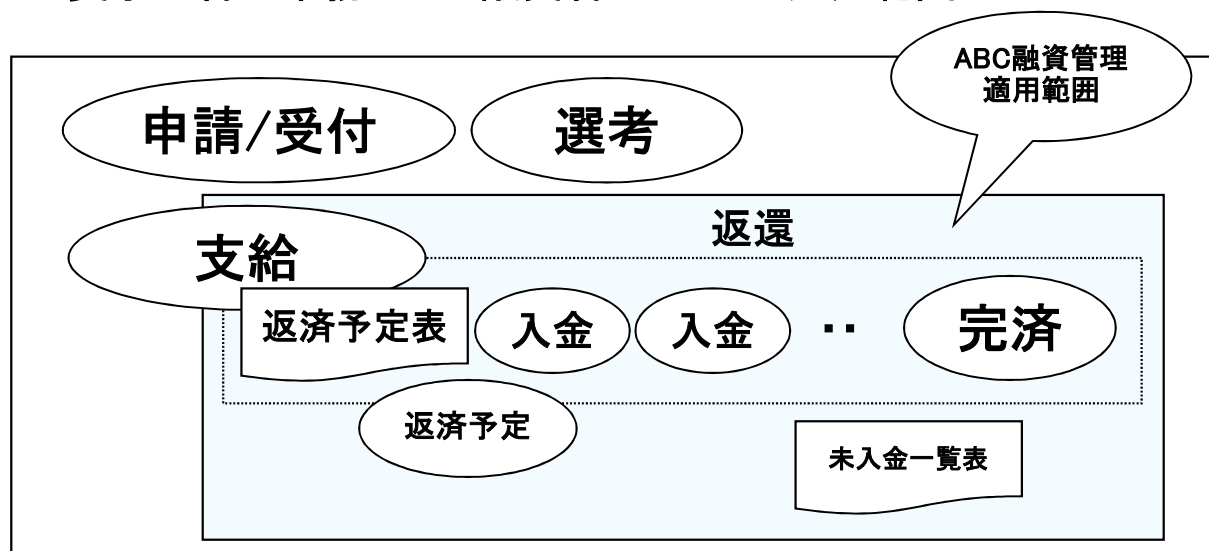 ABC融資管理
適用範囲
申請/受付
選考
返還
支給
返済予定表
入金
入金
‥
完済
返済予定
未入金一覧表